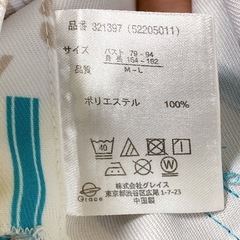 品番 321397 (52205011)
サイズ バスト 79 - 94
身長 154 - 162
品質 M-L
ポリエステル 100%
40
Grace
株式会社グレイス
東京都渋谷区広尾1-7-23
中国製